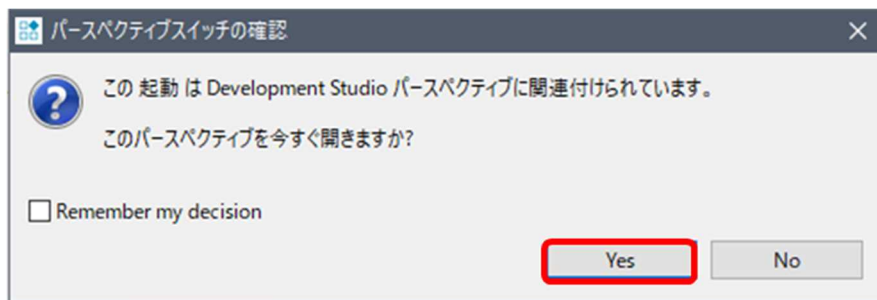 パースペクティブスイッチの確認
この 起動 は Development Studio パースペクティブに関連付けられています。
このパースペクティブを今すぐ開きますか?
Remember my decision
Yes
No